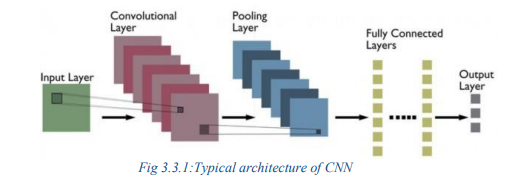 Convolutional
Layer
Pooling
Layer
Fully Connected
Layers
Input Layer
Output
Layer
Fig 3.3.1:Typical architecture of CNN